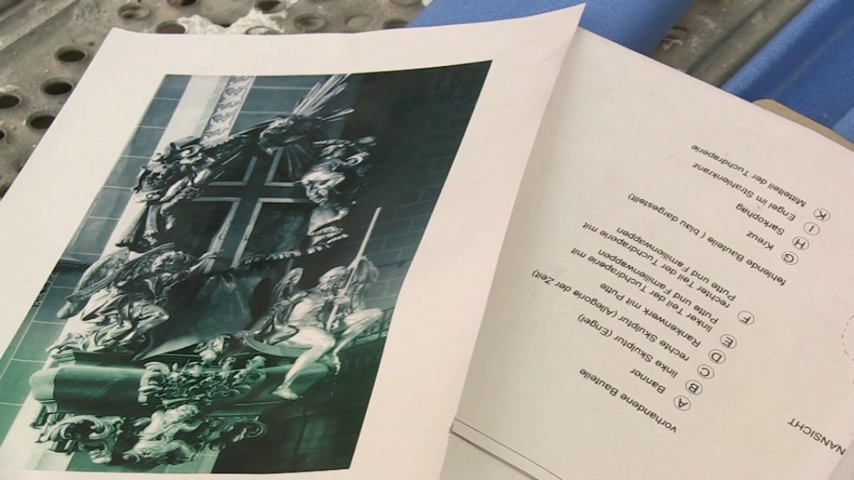 NANSICHT
vorhandene Bauteile
A Banner
B linke Skulptur (Engel)
C rechte Skulptur (Allegorie der Zeit)
D Rankenwerk mit Putte
E linker Teil der Tuchdraperie mit
Putte und Familienwappen
F rechter Teil der Tuchdraperie mit
Putte und Familienwappen
fehlende Bauteile ( blau dargestellt)
G Kreuz
H Sarkophag
I Engel im Strahlenkranz
K Mittelteil der Tuchdraperie